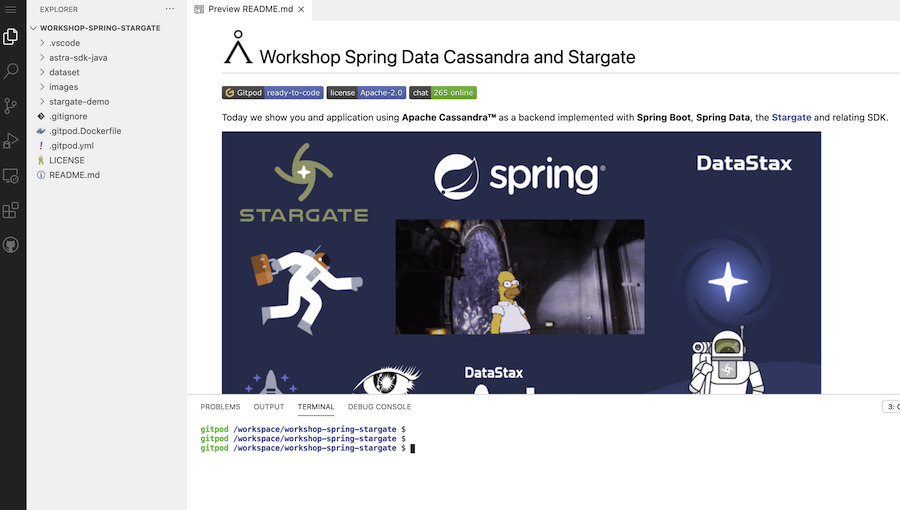 EXPLORER
···
WORKSHOP-SPRING-STARGATE
.vscode
astra-sdk-java
dataset
images
stargate-demo
.gitignore
.gitpod.Dockerfile
.gitpod.yml
LICENSE
README.md
Preview README.md
Workshop Spring Data Cassandra and Stargate
Gitpod ready-to-code license Apache-2.0 chat 265 online
Today we show you and application using Apache Cassandra™ as a backend implemented with Spring Boot, Spring Data, the Stargate and relating SDK.
STARGATE
spring®
DataStax
DataStax
PROBLEMS OUTPUT TERMINAL DEBUG CONSOLE
3:
gitpod /workspace/workshop-spring-stargate $
gitpod /workspace/workshop-spring-stargate $
gitpod /workspace/workshop-spring-stargate $